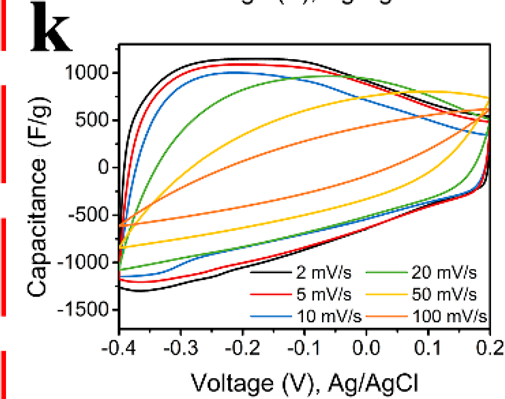 k
Capacitance (F/g)
1000
500
0
-500
-1000
-1500
2 mV/s
20 mV/s
5 mV/s
50 mV/s
10 mV/s
100 mV/s
-0.4
-0.3
-0.2
-0.1
0.0
0.1
0.2
Voltage (V), Ag/AgCl